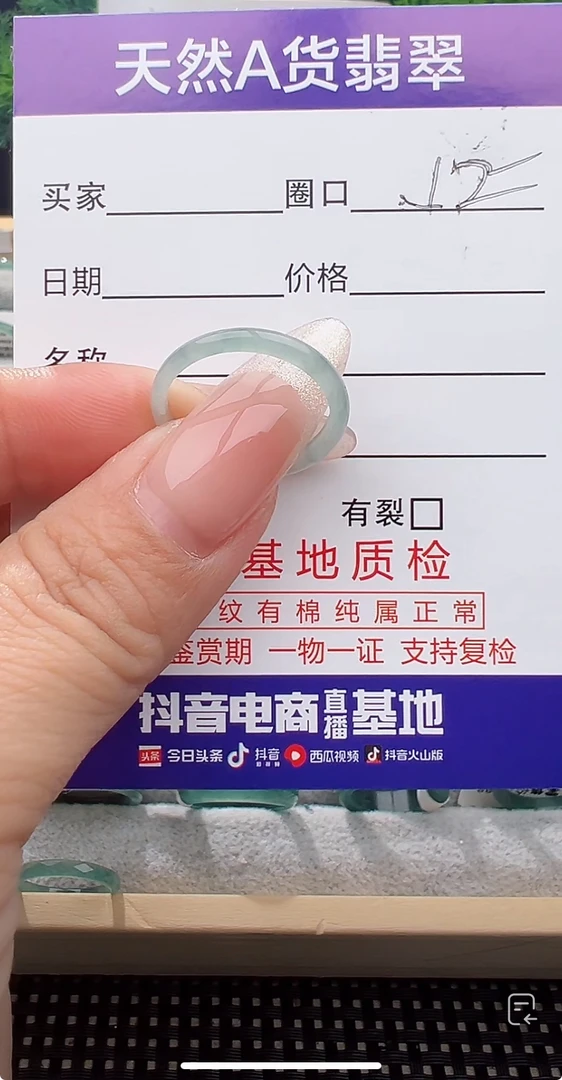 天然A货翡翠
买家 圈口 12
日期 价格
名称
有裂
基地质检
纹有棉纯属正常
鉴赏期 一物一证 支持复检
抖音电商直播基地
头条 今日头条 抖音 西瓜视频 抖音火山版